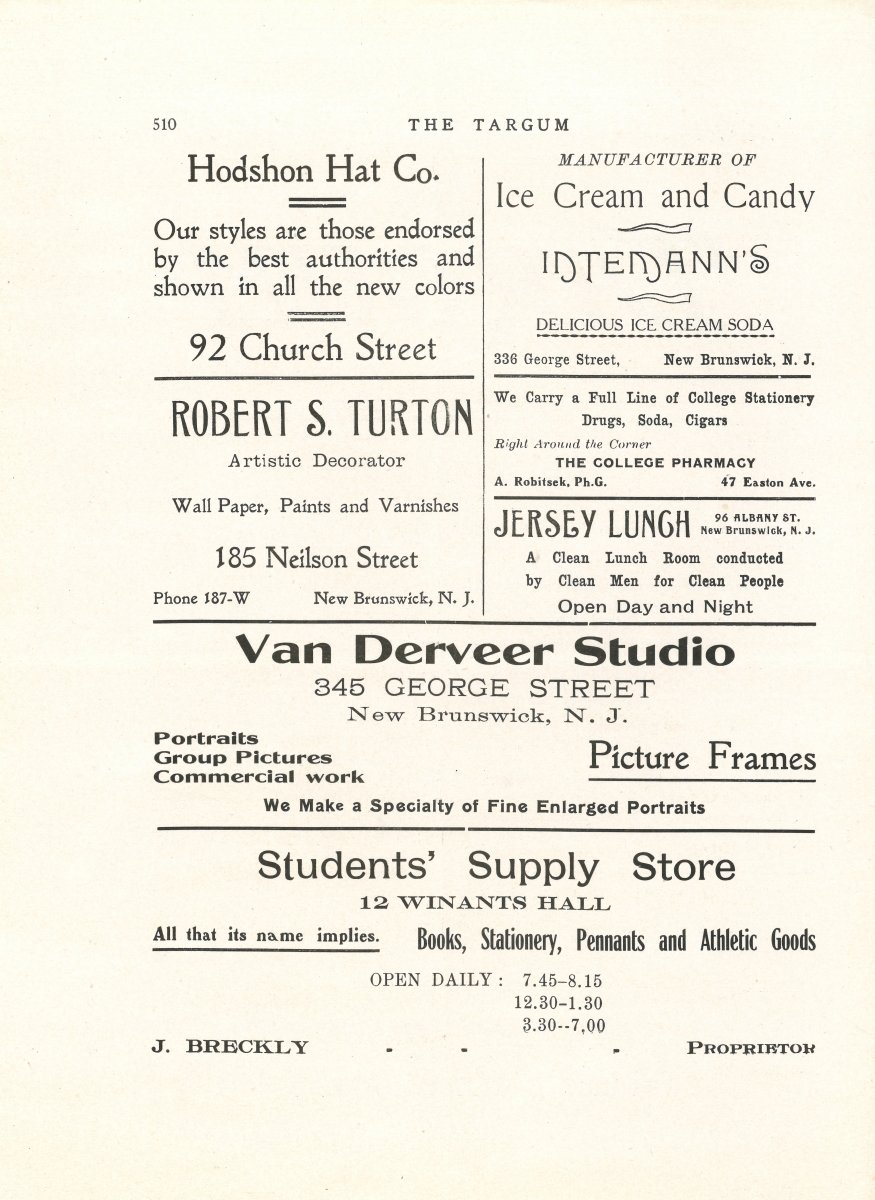 510
THE TARGUM
Hodshon Hat Co.
Our styles are those endorsed
by the best authorities and
shown in all the new colors
92 Church Street
ROBERT S. TURTON
Artistic Decorator
Wall Paper, Paints and Varnishes
185 Neilson Street
Phone 187-W New Brunswick, N. J.
MANUFACTURER OF
Ice Cream and Candy
INTEMANN'S
DELICIOUS ICE CREAM SODA
336 George Street, New Brunswick, N. J.
We Carry a Full Line of College Stationery
Drugs, Soda, Cigars
Right Around the Corner
THE COLLEGE PHARMACY
A. Robitsek, Ph.G. 47 Easton Ave.
JERSEY LUNCH
96 ALBANY ST.
New Brunswick, N. J.
A Clean Lunch Room conducted
by Clean Men for Clean People
Open Day and Night
Van Derveer Studio
345 GEORGE STREET
New Brunswick, N. J.
Portraits
Group Pictures
Commercial work
Picture Frames
We Make a Specialty of Fine Enlarged Portraits
Students' Supply Store
12 WINANTS HALL
All that its name implies. Books, Stationery, Pennants and Athletic Goods
OPEN DAILY: 7.45-8.15
12.30-1.30
3.30--7.00
J. BRECKLY - - - PROPRIETOR